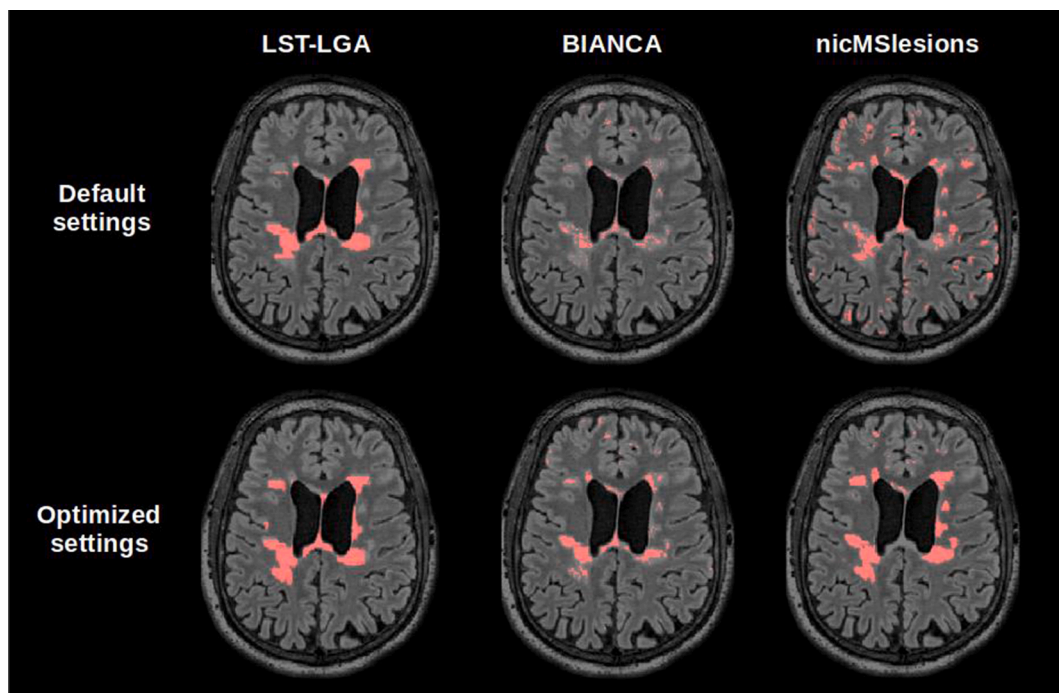 LST-LGA BIANCA nicMSlesions
Default
settings
Optimized
settings